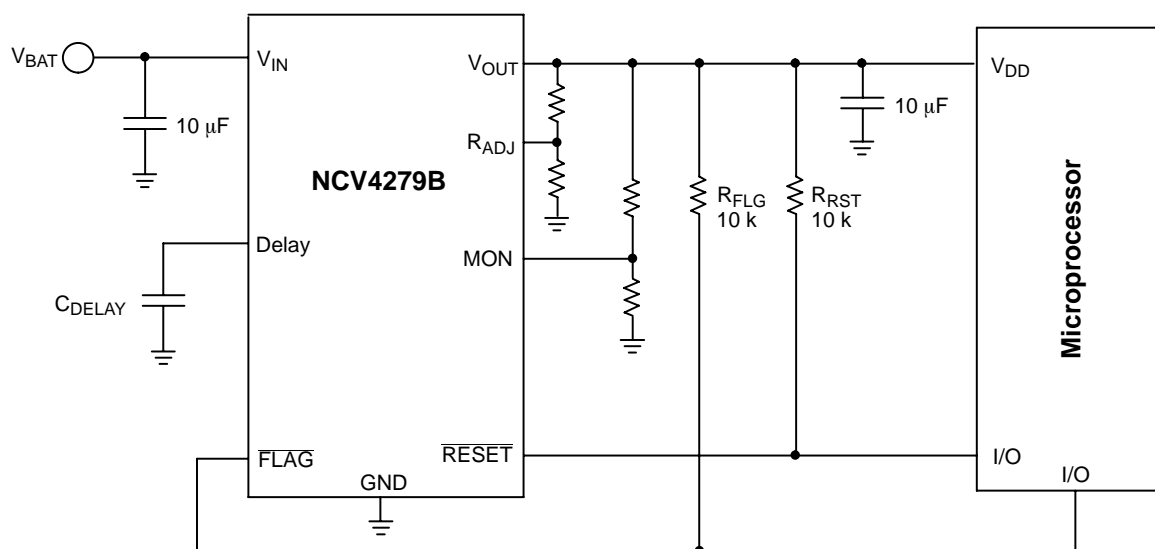 V_BAT
V_IN
10 μF
V_OUT
R_ADJ
NCV4279B
Delay
C_DELAY
MON
R_FLG
10 k
R_RST
10 k
10 μF
V_DD
Microprocessor
FLAG
RESET
GND
I/O
I/O